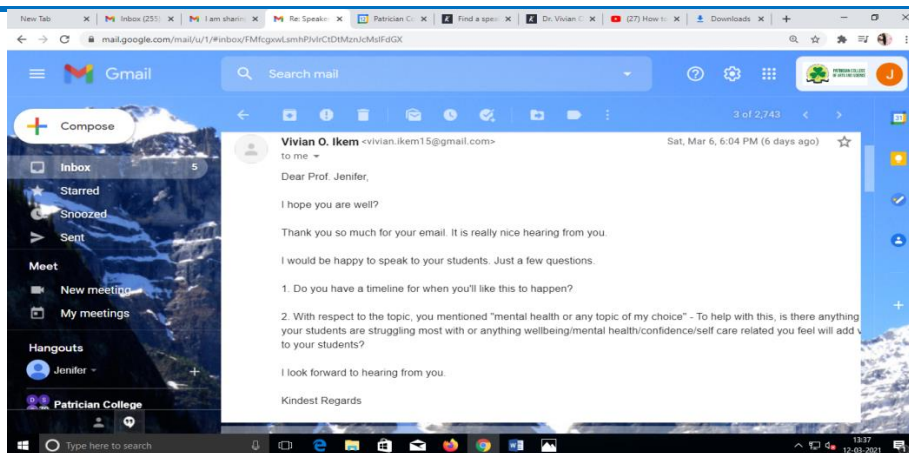 New Tab
Inbox (255)
I am sharin
Re: Speake
Patrician Co
Find a spea
Dr. Vivian O
(27) How to
Downloads
mail.google.com/mail/u/1/#inbox/FMfcgxwLsmhPJvIrCtDtMznJcMsIFdGX
Gmail
Search mail
J
Compose
3 of 2,743
Inbox 5
Starred
Snoozed
Sent
Meet
New meeting
My meetings
Hangouts
Jenifer
Patrician College
Vivian O. Ikem <vivian.ikem15@gmail.com> Sat, Mar 6, 6:04 PM (6 days ago)
to me
Dear Prof. Jenifer,
I hope you are well?
Thank you so much for your email. It is really nice hearing from you.
I would be happy to speak to your students. Just a few questions.
1. Do you have a timeline for when you'll like this to happen?
2. With respect to the topic, you mentioned "mental health or any topic of my choice" - To help with this, is there anything
your students are struggling most with or anything wellbeing/mental health/confidence/self care related you feel will add v
to your students?
I look forward to hearing from you.
Kindest Regards
Type here to search
13:37
12-03-2021